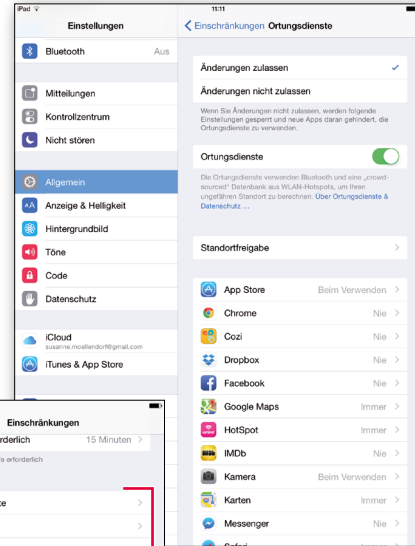 iPad
11:11
Einstellungen
Einschränkungen Ortungsdienste
Bluetooth Aus
Mitteilungen
Kontrollzentrum
Nicht stören
Allgemein
AA Anzeige & Helligkeit
Hintergrundbild
Töne
Code
Datenschutz
iCloud
susanne.moellendorf@gmail.com
iTunes & App Store
Änderungen zulassen
Änderungen nicht zulassen
Wenn Sie Änderungen nicht zulassen, werden folgende
Einstellungen gesperrt und neue Apps daran gehindert, die
Ortungsdienste zu verwenden.
Ortungsdienste
Die Ortungsdienste verwenden Bluetooth und eine „crowd-
sourced“ Datenbank aus WLAN-Hotspots, um Ihren
ungefähren Standort zu berechnen. Über Ortungsdienste &
Datenschutz ...
Standortfreigabe
App Store Beim Verwenden
Chrome Nie
Cozi Nie
Dropbox Nie
Facebook Nie
Google Maps Immer
HotSpot Immer
IMDb Nie
Kamera Beim Verwenden
Karten Immer
Messenger Nie
Safari
Einschränkungen
rderlich 15 Minuten
e erforderlich
te